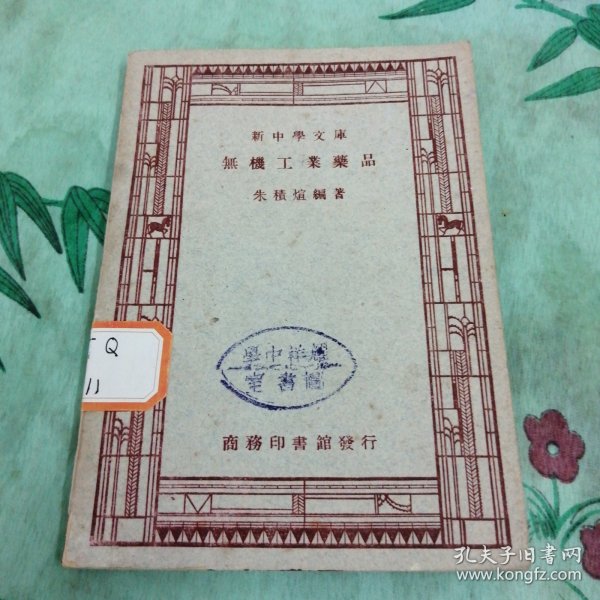 新中學文庫
無機工業藥品
朱積煊編著
商務印書館發行
Q
11
孔夫子旧书网
www.kongfz.com